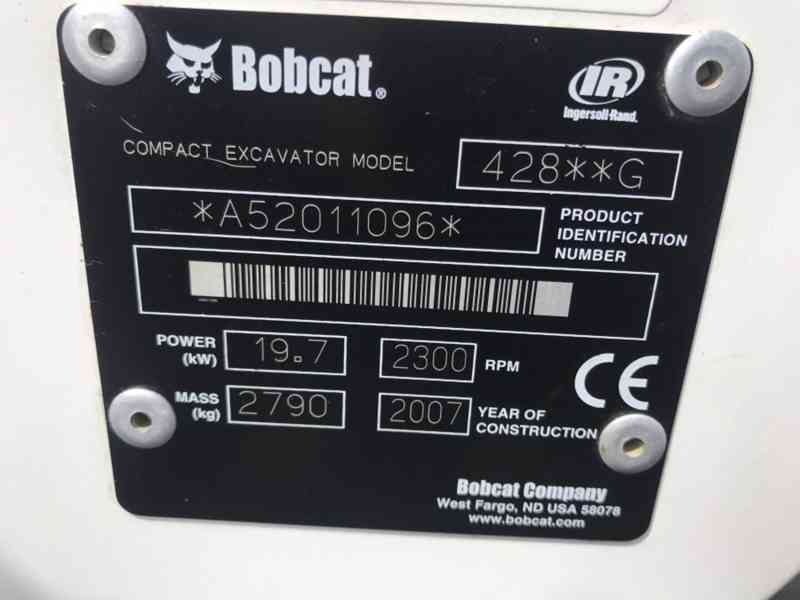 Bobcat®
IR
Ingersoll-Rand.
COMPACT EXCAVATOR MODEL 428**G
*A52011096* PRODUCT
IDENTIFICATION
NUMBER
POWER
(kW) 19.7 2300 RPM
MASS
(kg) 2790 2007 YEAR OF
CONSTRUCTION
CE
Bobcat Company
West Fargo, ND USA 58078
www.bobcat.com